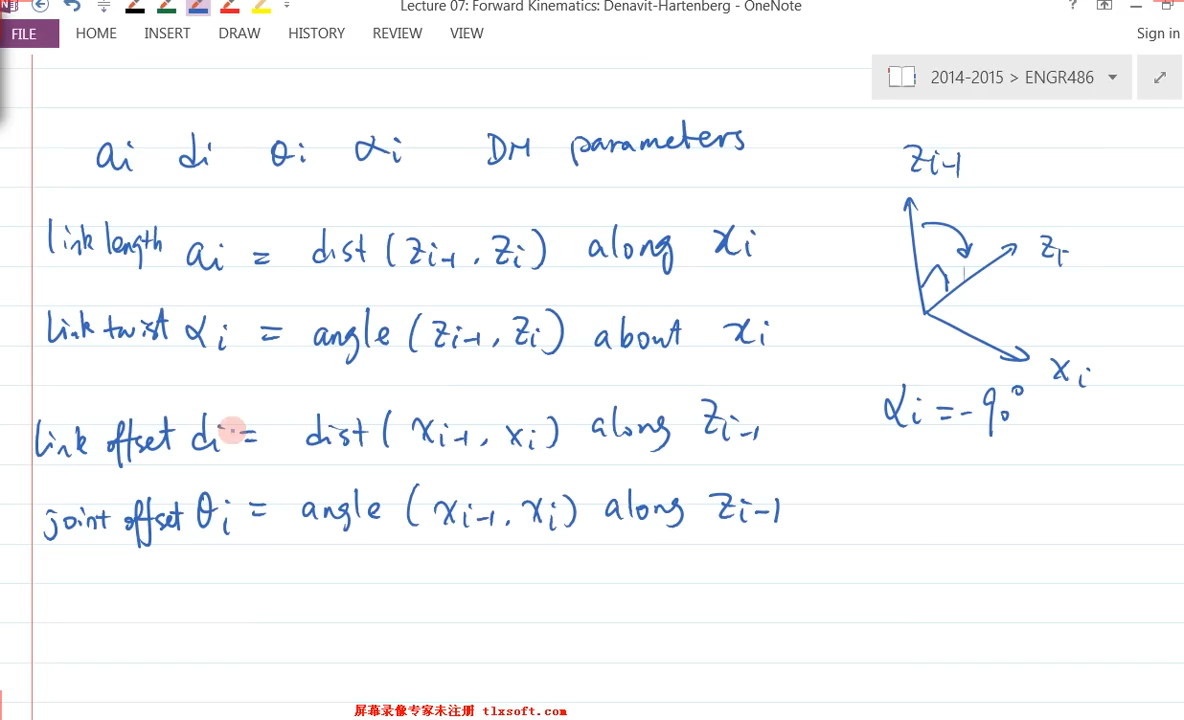 Lecture 07: Forward Kinematics: Denavit-Hartenberg - OneNote
FILE HOME INSERT DRAW HISTORY REVIEW VIEW Sign in
2014-2015 > ENGR486
ai di θi αi DH parameters
link length ai = dist (zi-1, zi) along xi
link twist αi = angle (zi-1, zi) about xi
link offset di = dist (xi-1, xi) along zi-1
joint offset θi = angle (xi-1, xi) along zi-1
zi-1
zi
xi
αi = -90°
屏幕录像专家未注册 tlxsoft.com